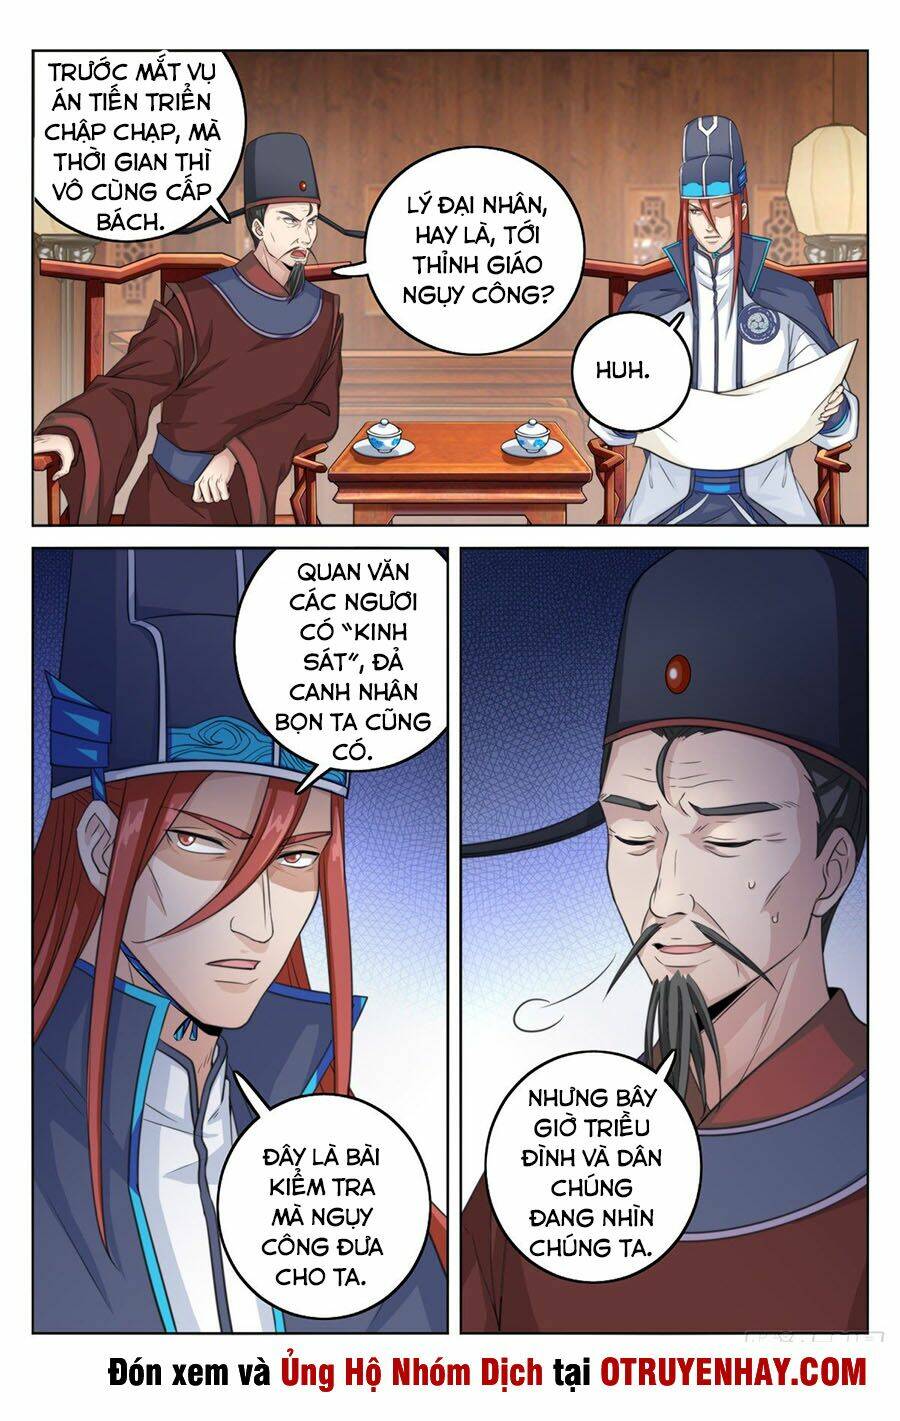 TRƯỚC MẮT VỤ
ÁN TIẾN TRIỂN
CHẬP CHẠP, MÀ
THỜI GIAN THÌ
VÔ CÙNG CẤP
BÁCH.
LÝ ĐẠI NHÂN,
HAY LÀ, TỚI
THỈNH GIÁO
NGỤY CÔNG?
HUH.
QUAN VĂN
CÁC NGƯƠI
CÓ "KINH
SÁT", ĐẢ
CANH NHÂN
BỌN TA CŨNG
CÓ.
ĐÂY LÀ BÀI
KIỂM TRA
MÀ NGỤY
CÔNG ĐƯA
CHO TA.
NHƯNG BÂY
GIỜ TRIỀU
ĐÌNH VÀ DÂN
CHÚNG
ĐANG NHÌN
CHÚNG TA.
Đón xem và Ủng Hộ Nhóm Dịch tại OTRUYENHAY.COM